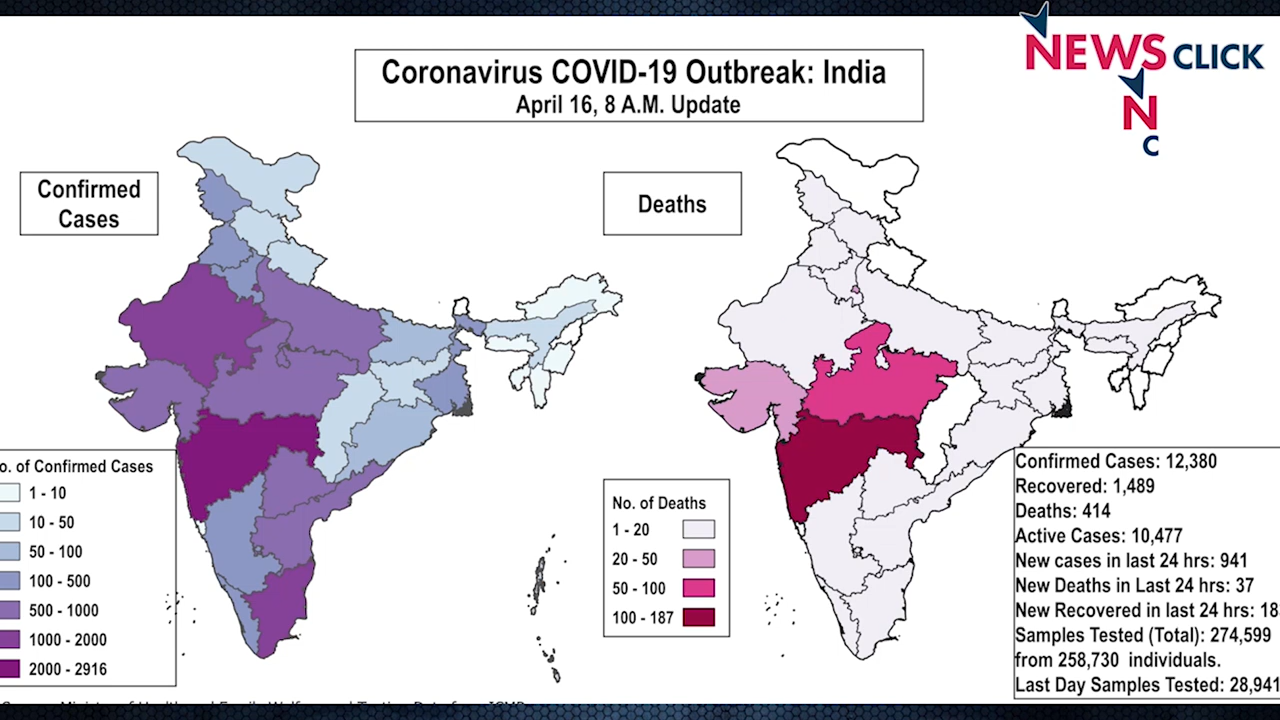 NEWS CLICK
N
C
Coronavirus COVID-19 Outbreak: India
April 16, 8 A.M. Update
Confirmed
Cases
Deaths
o. of Confirmed Cases
1 - 10
10 - 50
50 - 100
100 - 500
500 - 1000
1000 - 2000
2000 - 2916
No. of Deaths
1 - 20
20 - 50
50 - 100
100 - 187
Confirmed Cases: 12,380
Recovered: 1,489
Deaths: 414
Active Cases: 10,477
New cases in last 24 hrs: 941
New Deaths in Last 24 hrs: 37
New Recovered in last 24 hrs: 18
Samples Tested (Total): 274,599
from 258,730 individuals.
Last Day Samples Tested: 28,941